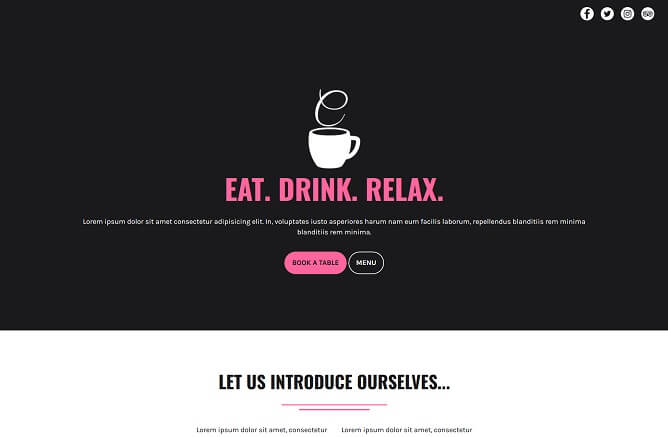 EAT. DRINK. RELAX.
Lorem ipsum dolor sit amet consectetur adipisicing elit. In, voluptates iusto asperiores harum nam eum facilis laborum, repellendus blanditiis rem minima
blanditiis rem minima.
BOOK A TABLE MENU
LET US INTRODUCE OURSELVES...
Lorem ipsum dolor sit amet, consectetur Lorem ipsum dolor sit amet, consectetur